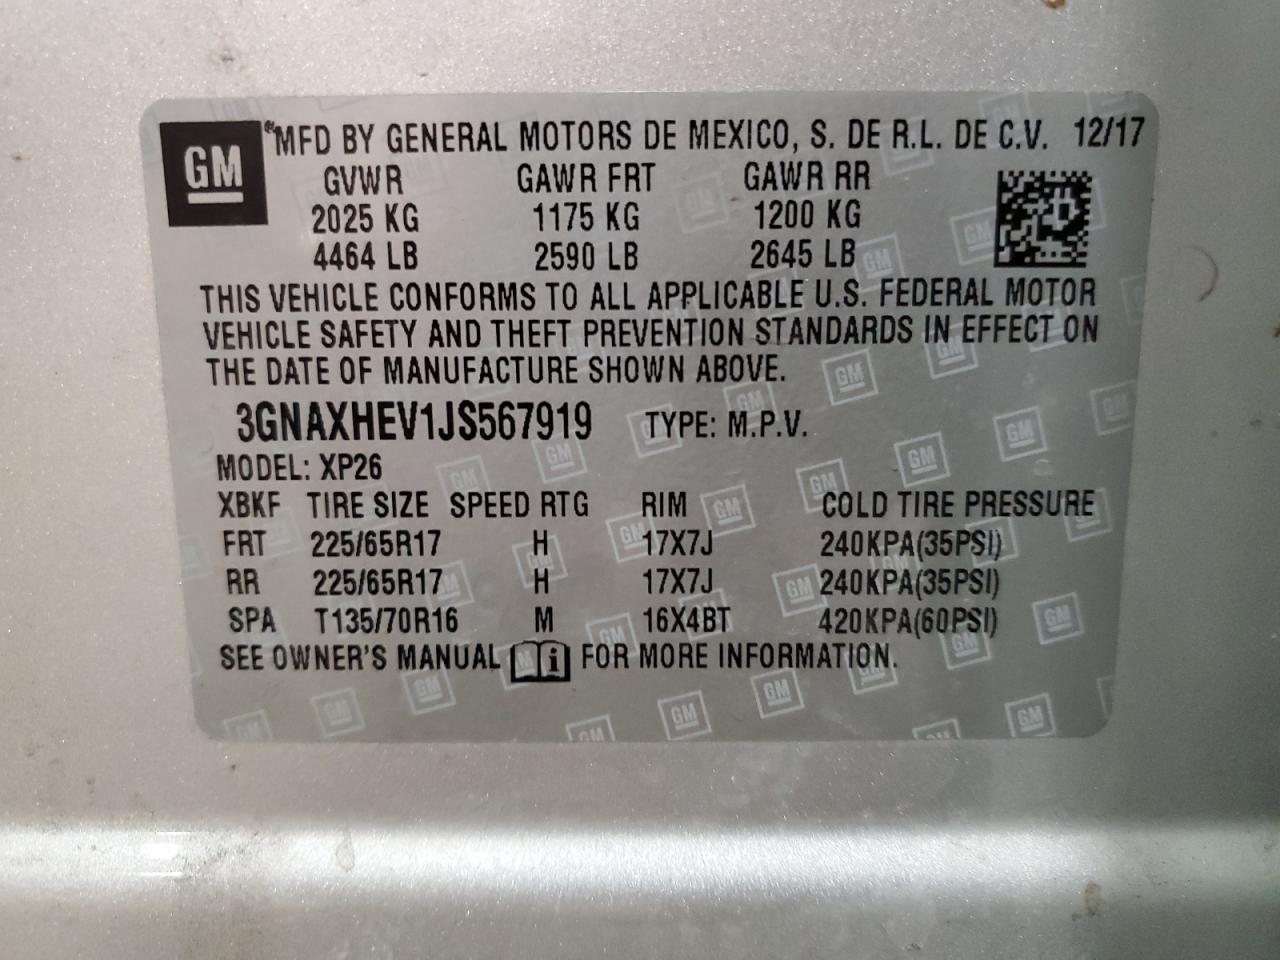 GM
® MFD BY GENERAL MOTORS DE MEXICO, S. DE R.L. DE C.V. 12/17
GVWR GAWR FRT GAWR RR
2025 KG 1175 KG 1200 KG
4464 LB 2590 LB 2645 LB
THIS VEHICLE CONFORMS TO ALL APPLICABLE U.S. FEDERAL MOTOR
VEHICLE SAFETY AND THEFT PREVENTION STANDARDS IN EFFECT ON
THE DATE OF MANUFACTURE SHOWN ABOVE.
3GNAXHEV1JS567919 TYPE: M.P.V.
MODEL: XP26
XBKF TIRE SIZE SPEED RTG RIM COLD TIRE PRESSURE
FRT 225/65R17 H 17X7J 240KPA(35PSI)
RR 225/65R17 H 17X7J 240KPA(35PSI)
SPA T135/70R16 M 16X4BT 420KPA(60PSI)
SEE OWNER'S MANUAL i FOR MORE INFORMATION.